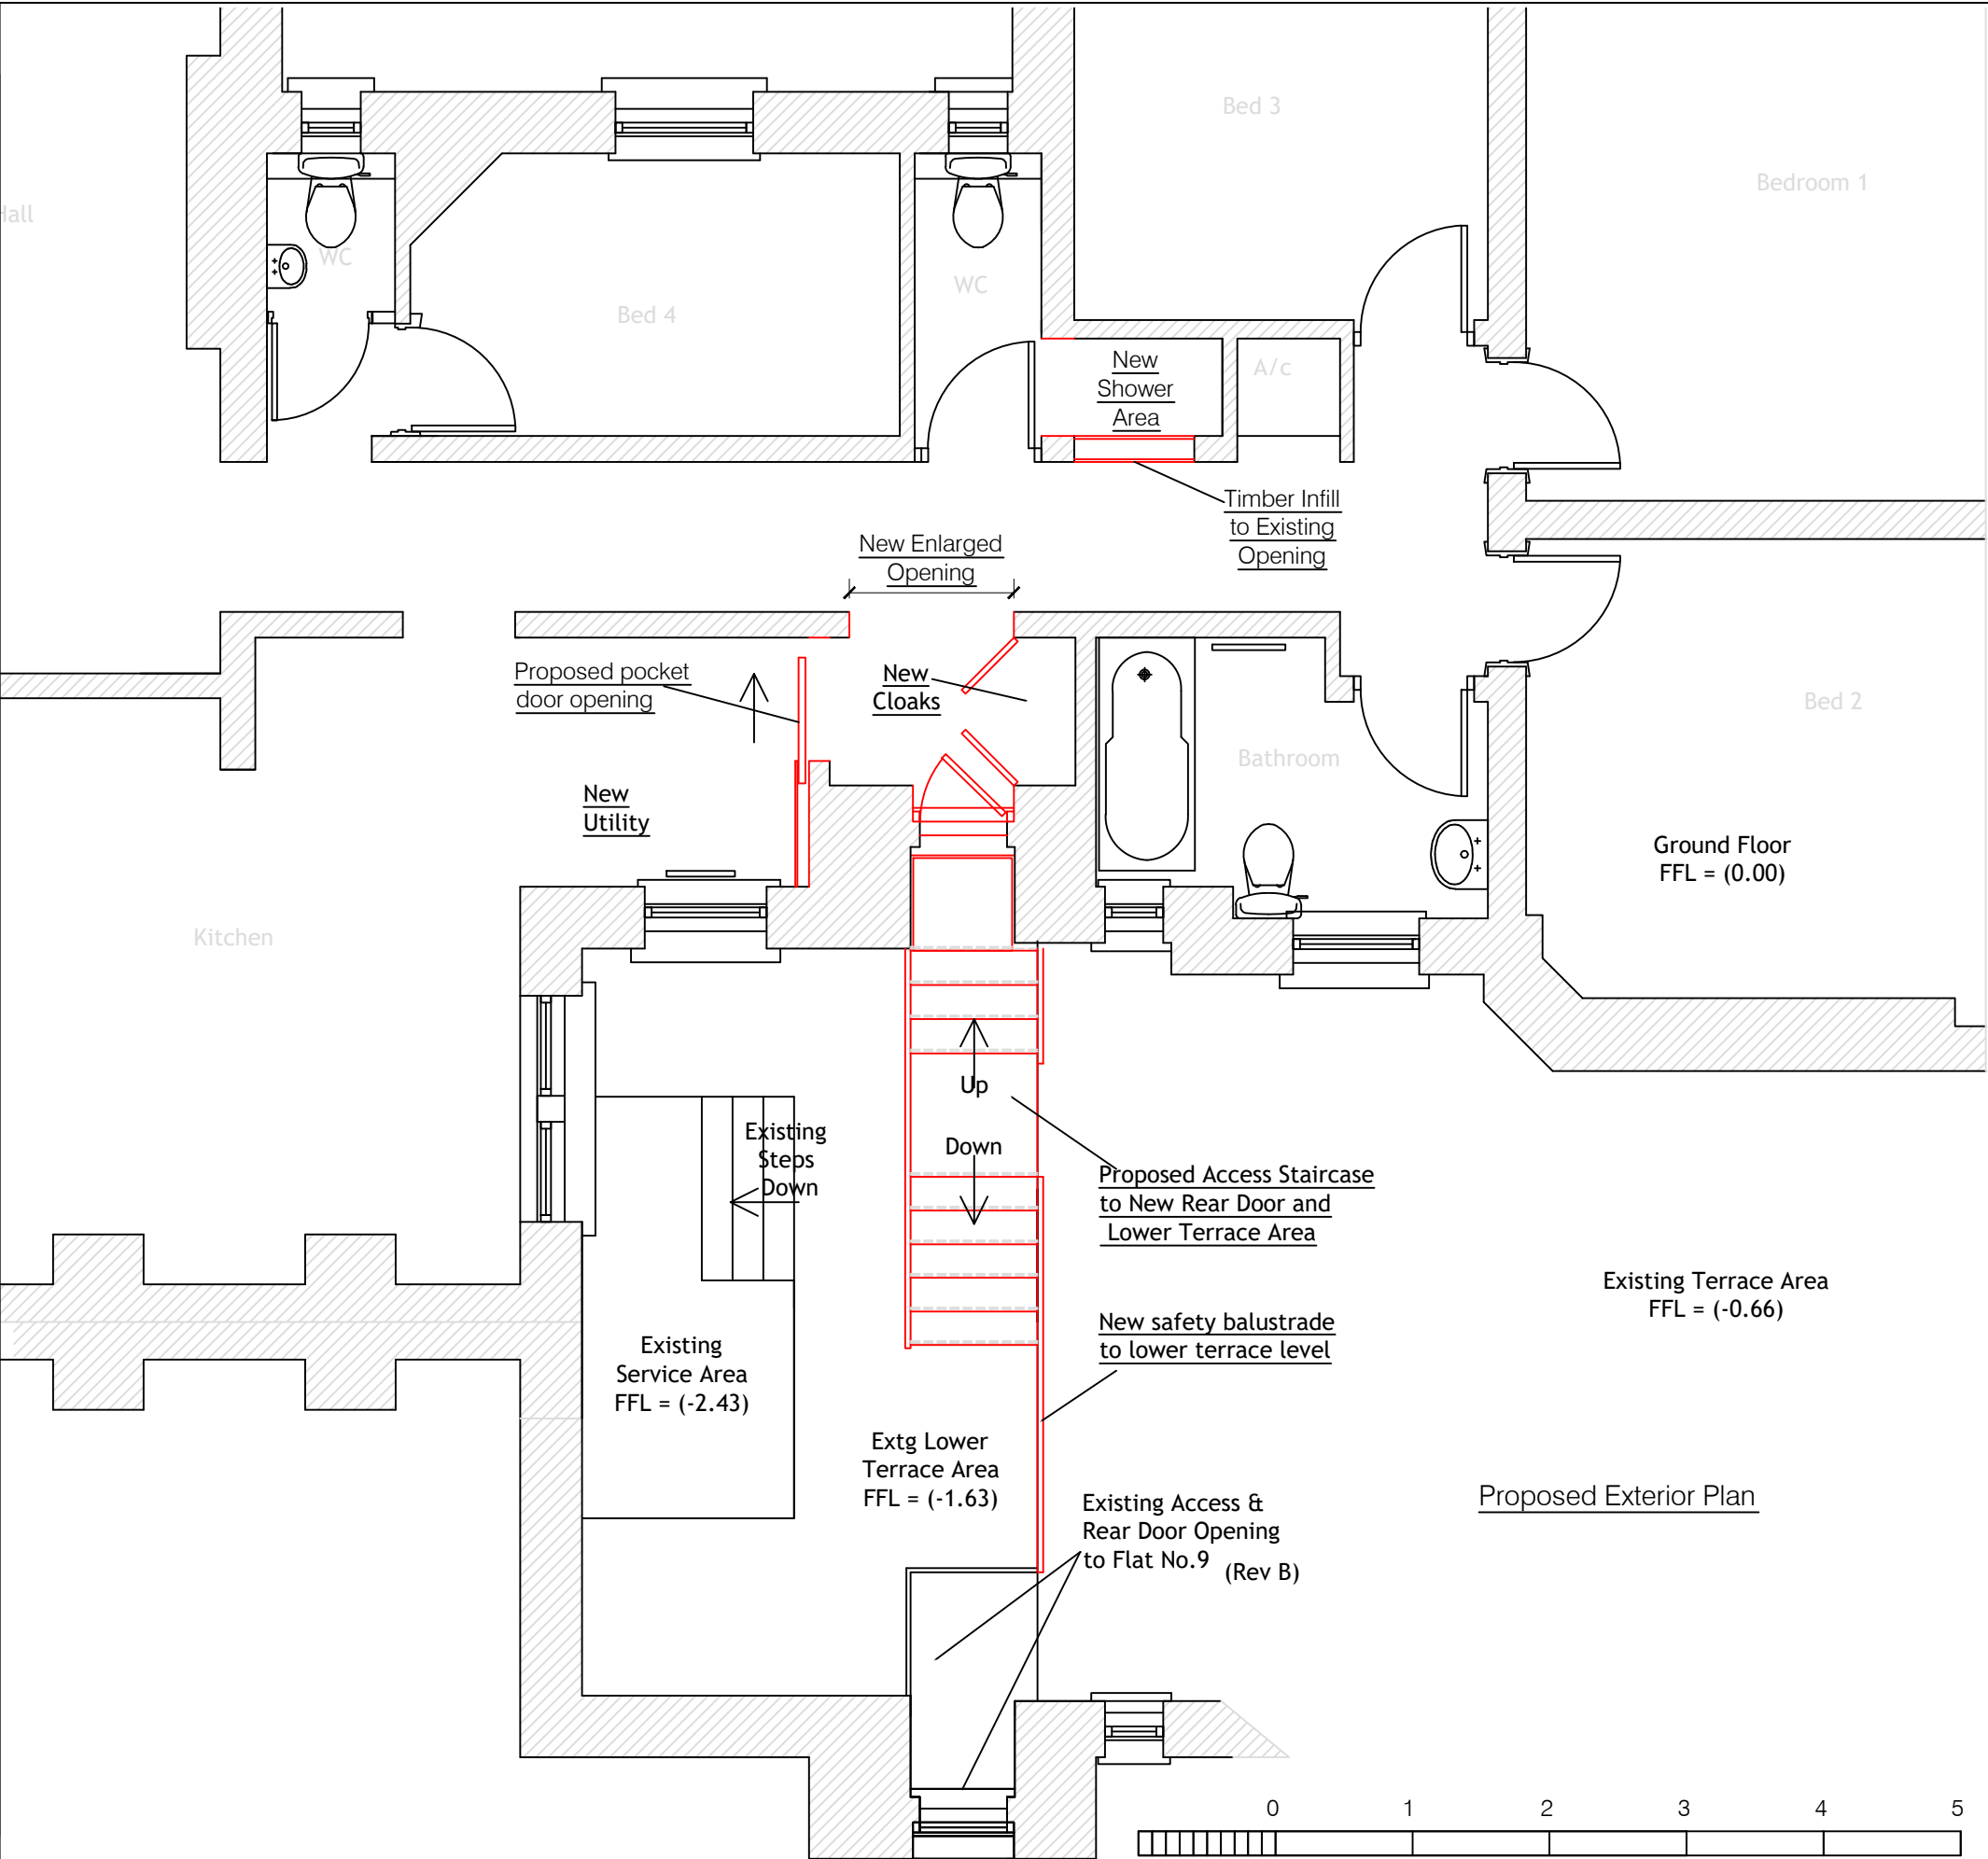 Bed 3
Bedroom 1
Hall
WC
WC
Bed 4
New
Shower
Area
A/c
Timber Infill
to Existing
Opening
New Enlarged
Opening
Proposed pocket
door opening
New
Cloaks
Bed 2
Bathroom
New
Utility
Ground Floor
FFL = (0.00)
Kitchen
Up
Existing
Steps
Down
Down
Proposed Access Staircase
to New Rear Door and
Lower Terrace Area
Existing Terrace Area
FFL = (-0.66)
New safety balustrade
to lower terrace level
Existing
Service Area
FFL = (-2.43)
Extg Lower
Terrace Area
FFL = (-1.63)
Proposed Exterior Plan
Existing Access &
Rear Door Opening
to Flat No.9
(Rev B)
0 1 2 3 4 5